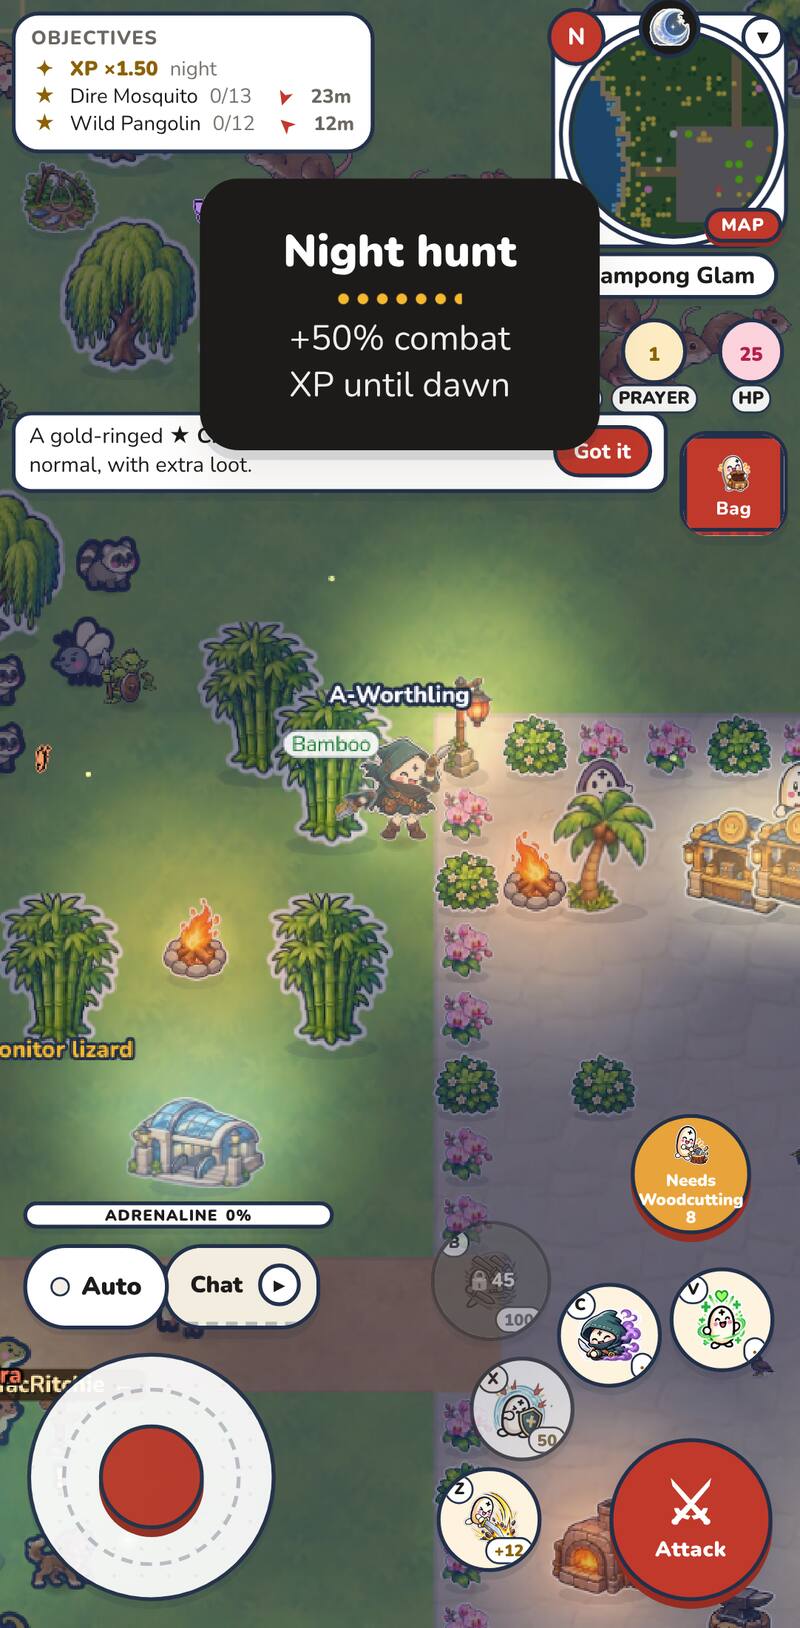 OBJECTIVES
XP ×1.50 night
Dire Mosquito 0/13 23m
Wild Pangolin 0/12 12m
N
MAP
Night hunt
+50% combat
XP until dawn
ampong Glam
1
25
PRAYER
HP
A gold-ringed ★ C
normal, with extra loot.
Got it
Bag
A-Worthling
Bamboo
onitor lizard
Needs
Woodcutting
8
ADRENALINE 0%
Auto
Chat
B
45
100
C
V
X
50
Z
+12
ra
acRitchie
Attack